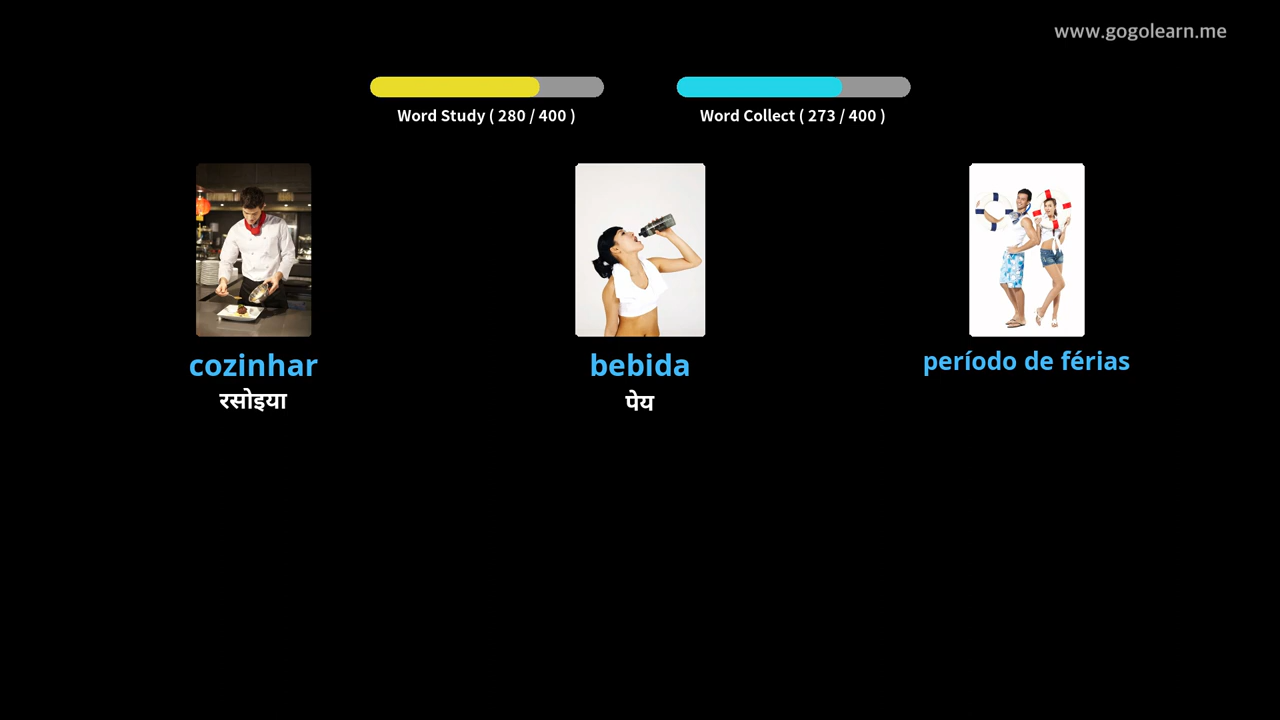 www.gogolearn.me
Word Study ( 280 / 400 )
Word Collect ( 273 / 400 )
cozinhar
रसोइया
bebida
पेय
período de férias